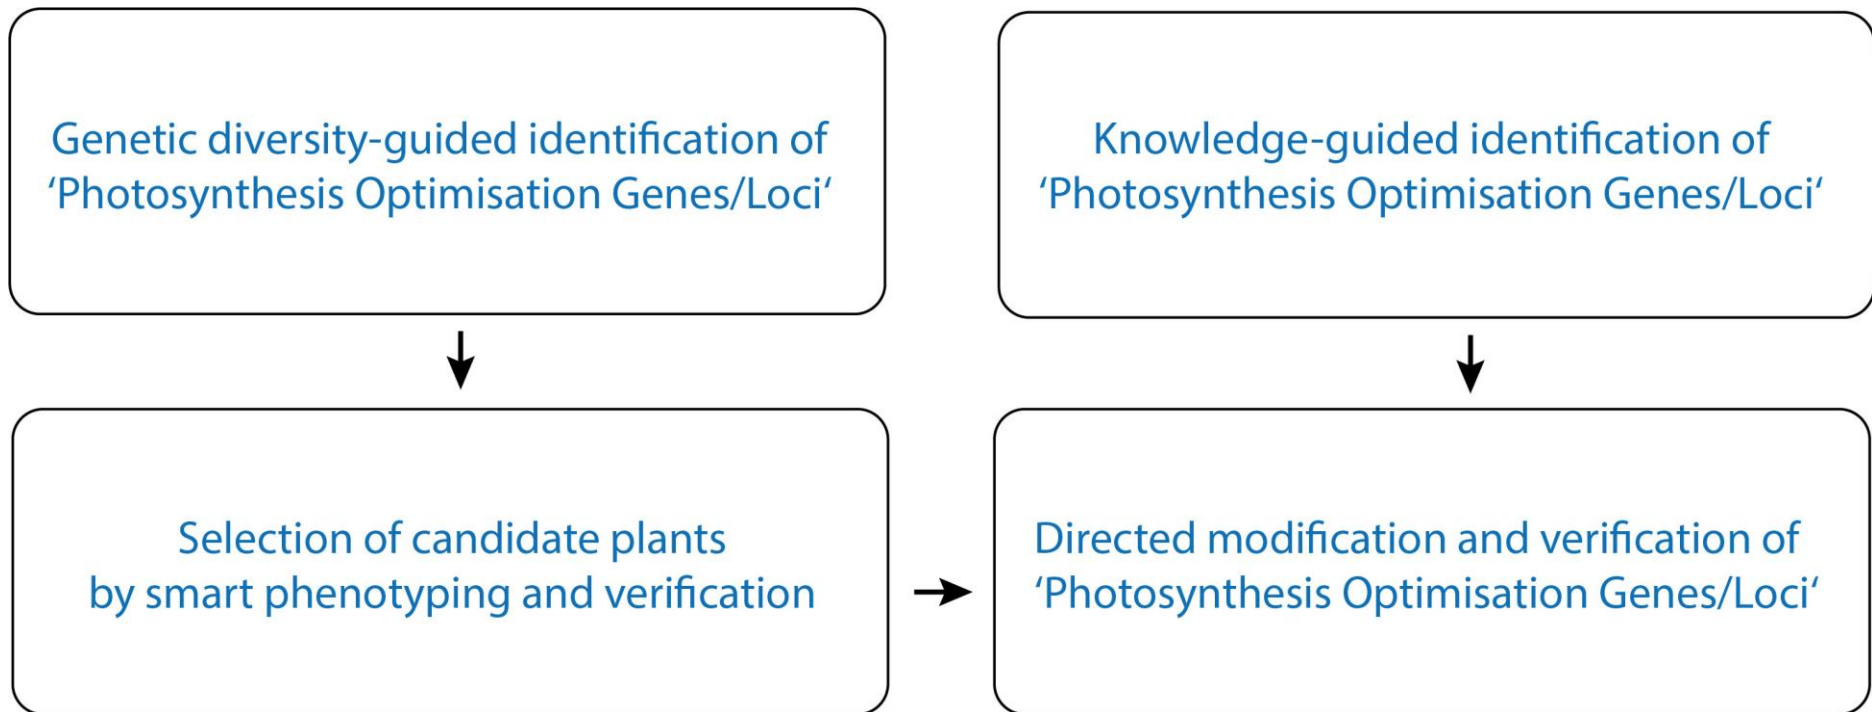 Genetic diversity-guided identification of
‘Photosynthesis Optimisation Genes/Loci‘
Knowledge-guided identification of
‘Photosynthesis Optimisation Genes/Loci‘
Selection of candidate plants
by smart phenotyping and verification
Directed modification and verification of
‘Photosynthesis Optimisation Genes/Loci‘